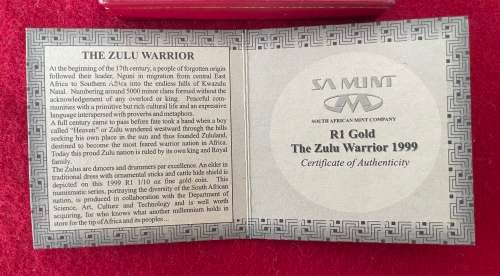 THE ZULU WARRIOR
At the beginning of the 17th century, a people of forgotten origin
followed their leader, Nguni in migration from central East
Africa to Southern Africa into the endless hills of Kwazulu
Natal. Numbering around 5000 minor clans formed without the
acknowledgement of any overlord or king. Peaceful com-
munities with a primitive but rich cultural life and an expressive
language interspersed with proverbs and metaphors.
A full century came to pass before fate took a hand when a boy
called "Heaven" or Zulu wandered westward through the hills
seeking his own place in the sun and thus founded Zululand,
destined to become the most feared warrior nation in Africa.
Today this proud Zulu nation is ruled by its own king and Royal
family.
The Zulus are dancers and drummers par excellence. An elder in
traditional dress with ornamental sticks and cattle hide shield is
depicted on this 1999 R1 1/10 oz fine gold coin. This
numismatic series, portraying the diversity of the South African
nation, is produced in collaboration with the Department of
Science, Art, Culture and Technology and is well worth
acquiring, for who knows what another millennium holds in
store for the tip of Africa and its peoples...
SA MINT
SOUTH AFRICAN MINT COMPANY
R1 Gold
The Zulu Warrior 1999
Certificate of Authenticity